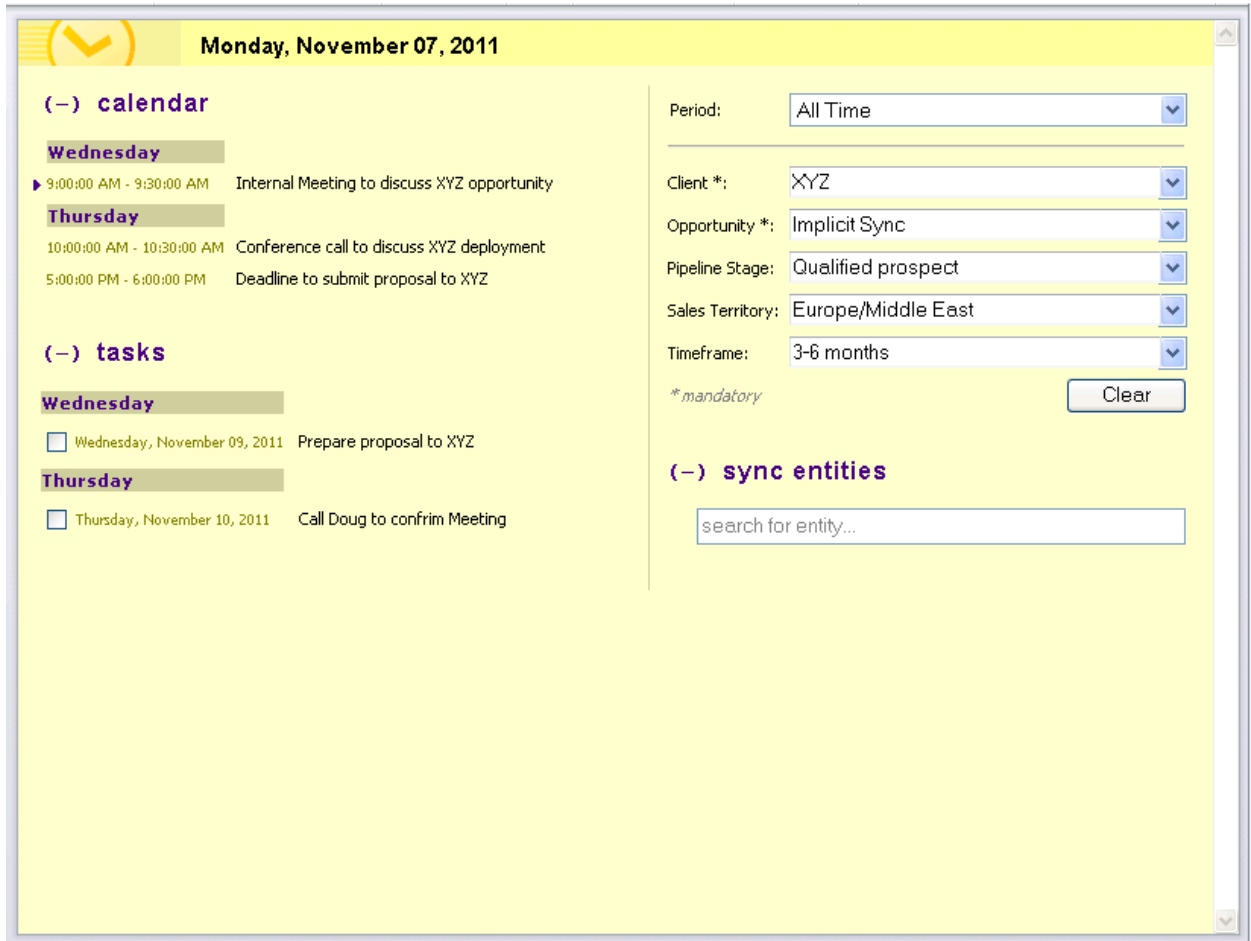 Monday, November 07, 2011
(–) calendar
Wednesday
9:00:00 AM - 9:30:00 AM Internal Meeting to discuss XYZ opportunity
Thursday
10:00:00 AM - 10:30:00 AM Conference call to discuss XYZ deployment
5:00:00 PM - 6:00:00 PM Deadline to submit proposal to XYZ
(–) tasks
Wednesday
Wednesday, November 09, 2011 Prepare proposal to XYZ
Thursday
Thursday, November 10, 2011 Call Doug to confrim Meeting
Period: All Time
Client *: XYZ
Opportunity *: Implicit Sync
Pipeline Stage: Qualified prospect
Sales Territory: Europe/Middle East
Timeframe: 3-6 months
* mandatory Clear
(–) sync entities
search for entity...